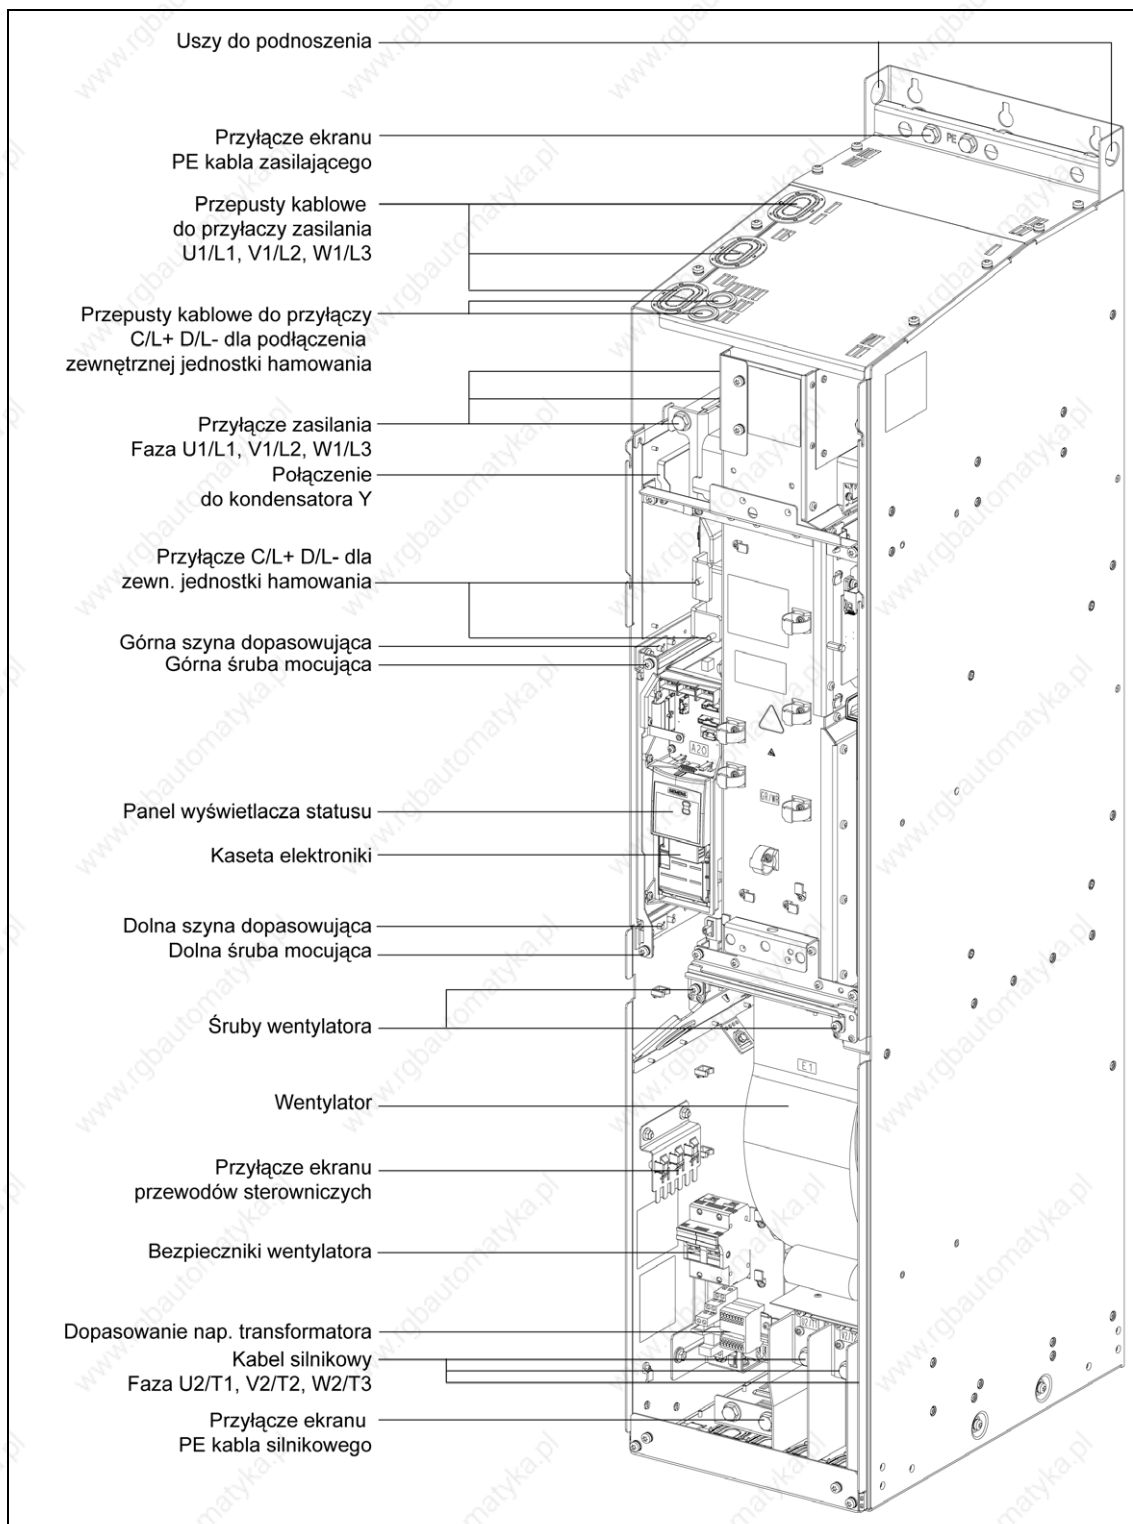 Uszy do podnoszenia
Przyłącze ekranu
PE kabla zasilającego
PE
Przepusty kablowe
do przyłaczy zasilania
U1/L1, V1/L2, W1/L3
Przepusty kablowe do przyłączy
C/L+ D/L- dla podłączenia
zewnętrznej jednostki hamowania
Przyłącze zasilania
Faza U1/L1, V1/L2, W1/L3
Połączenie
do kondensatora Y
Przyłącze C/L+ D/L- dla
zewn. jednostki hamowania
Górna szyna dopasowująca
Górna śruba mocująca
A20
SIEMENS
Panel wyświetlacza statusu
Kaseta elektroniki
Dolna szyna dopasowująca
Dolna śruba mocująca
Śruby wentylatora
E1
Wentylator
Przyłącze ekranu
przewodów sterowniczych
Bezpieczniki wentylatora
Dopasowanie nap. transformatora
Kabel silnikowy
Faza U2/T1, V2/T2, W2/T3
Przyłącze ekranu
PE kabla silnikowego
www.rgbautomatyka.pl